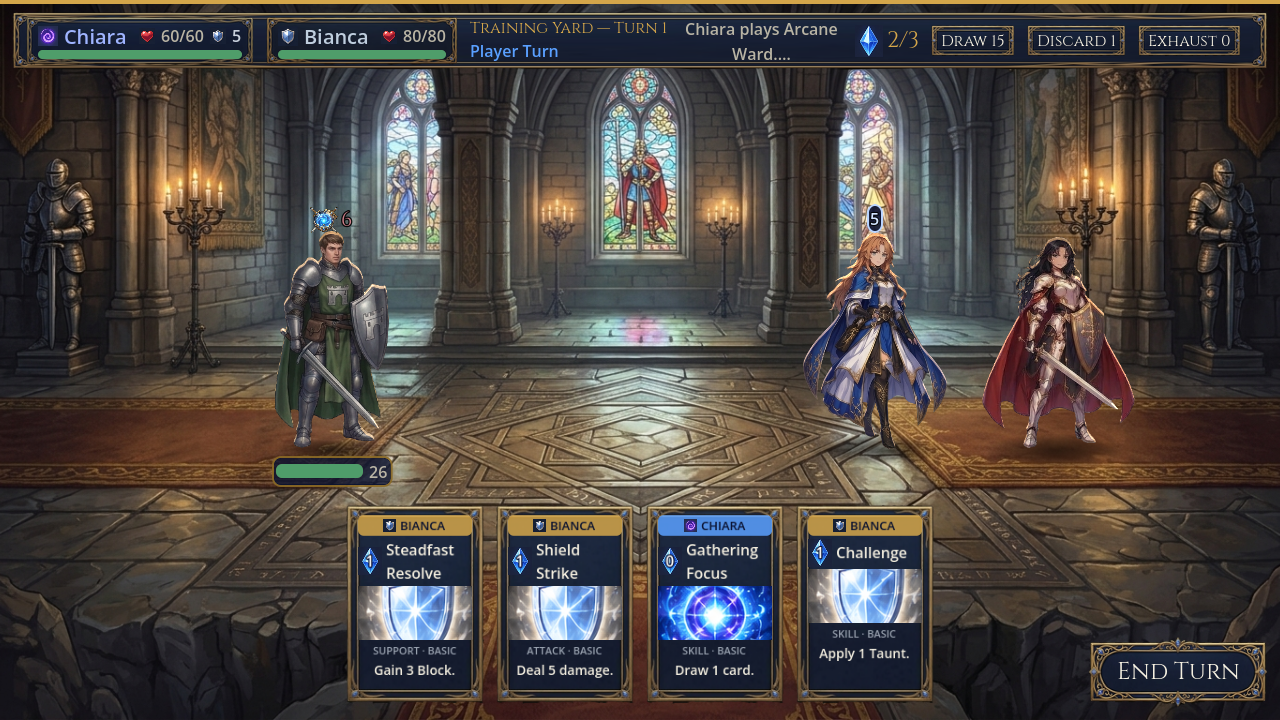 Chiara 60/60 5
Bianca 80/80
Training Yard — Turn 1
Player Turn
Chiara plays Arcane
Ward....
2/3
Draw 15
Discard 1
Exhaust 0
6
5
26
BIANCA
1 Steadfast
Resolve
SUPPORT · BASIC
Gain 3 Block.
BIANCA
1 Shield
Strike
ATTACK · BASIC
Deal 5 damage.
CHIARA
0 Gathering
Focus
SKILL · BASIC
Draw 1 card.
BIANCA
1 Challenge
SKILL · BASIC
Apply 1 Taunt.
End Turn